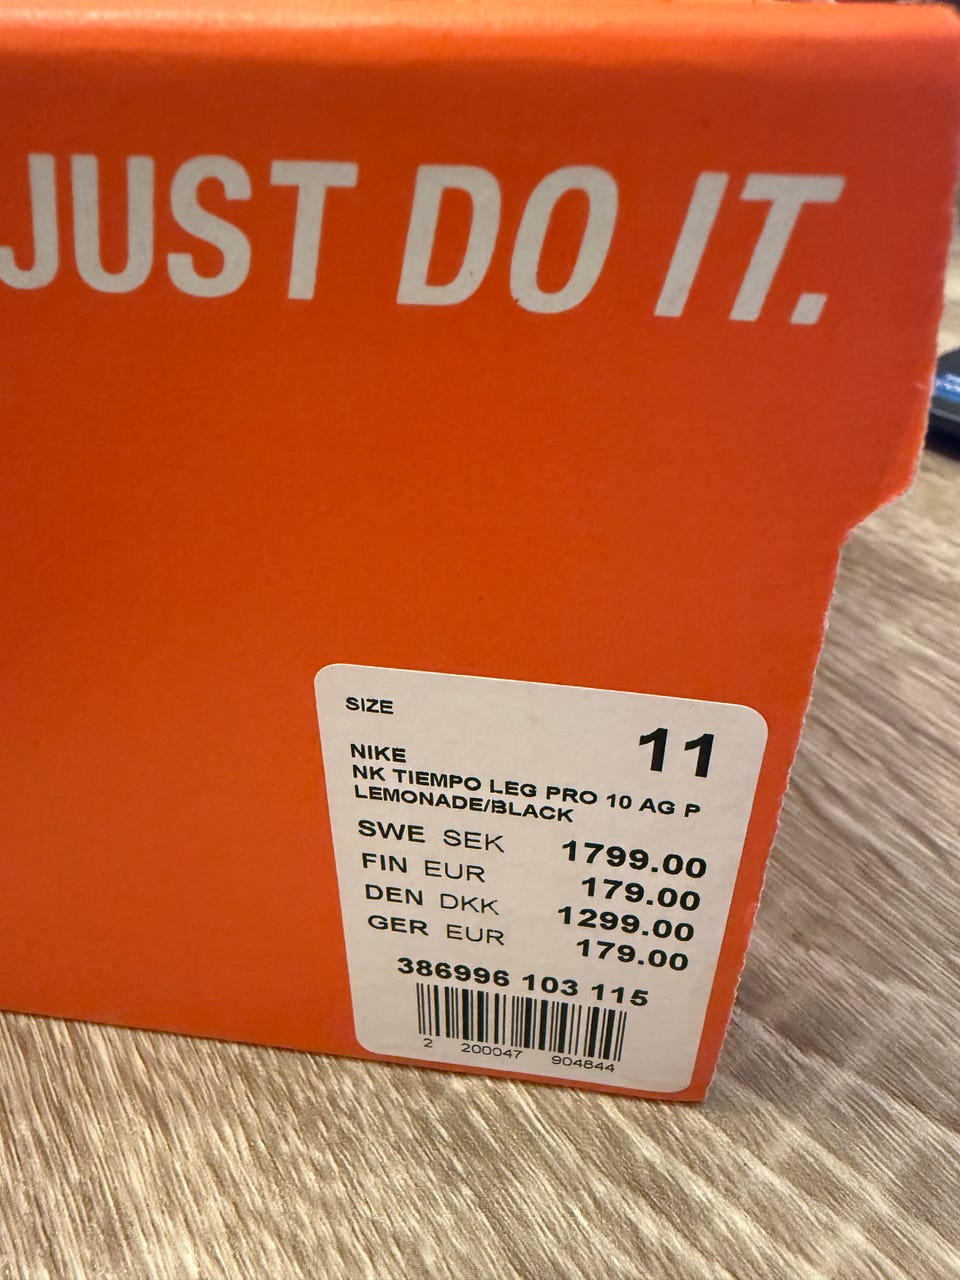 JUST DO IT.
SIZE 11
NIKE
NK TIEMPO LEG PRO 10 AG P
LEMONADE/BLACK
SWE SEK 1799.00
FIN EUR 179.00
DEN DKK 1299.00
GER EUR 179.00
386996 103 115
2 200047 904844